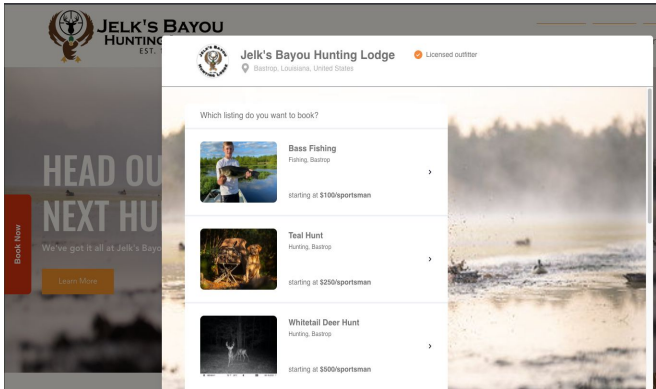 JELK'S BAYOU
HUNTING
EST.
Jelk's Bayou Hunting Lodge
Licensed outfitter
Bastrop, Louisiana, United States
Which listing do you want to book?
Bass Fishing
Fishing, Bastrop
starting at $100/sportsman
Teal Hunt
Hunting, Bastrop
starting at $250/sportsman
Whitetail Deer Hunt
Hunting, Bastrop
starting at $500/sportsman
HEAD OU
NEXT HU
We've got it all at Jelk's Bayo
Learn More
Book Now